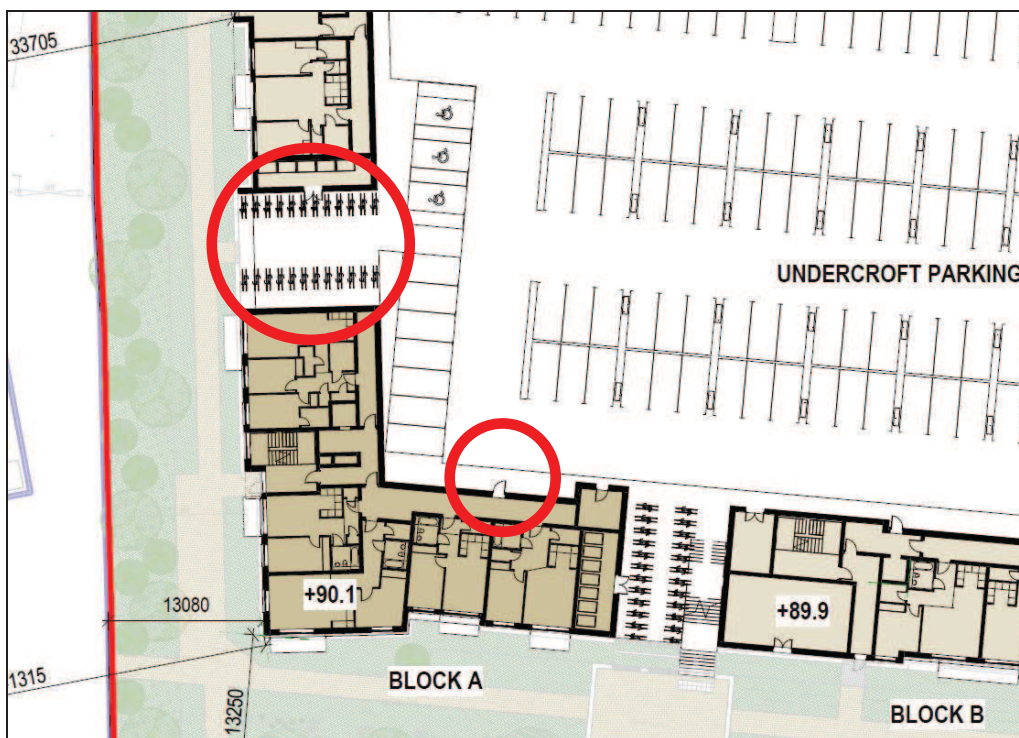 33705
UNDERCROFT PARKING
+90.1
+89.9
13080
1315
13250
BLOCK A
BLOCK B